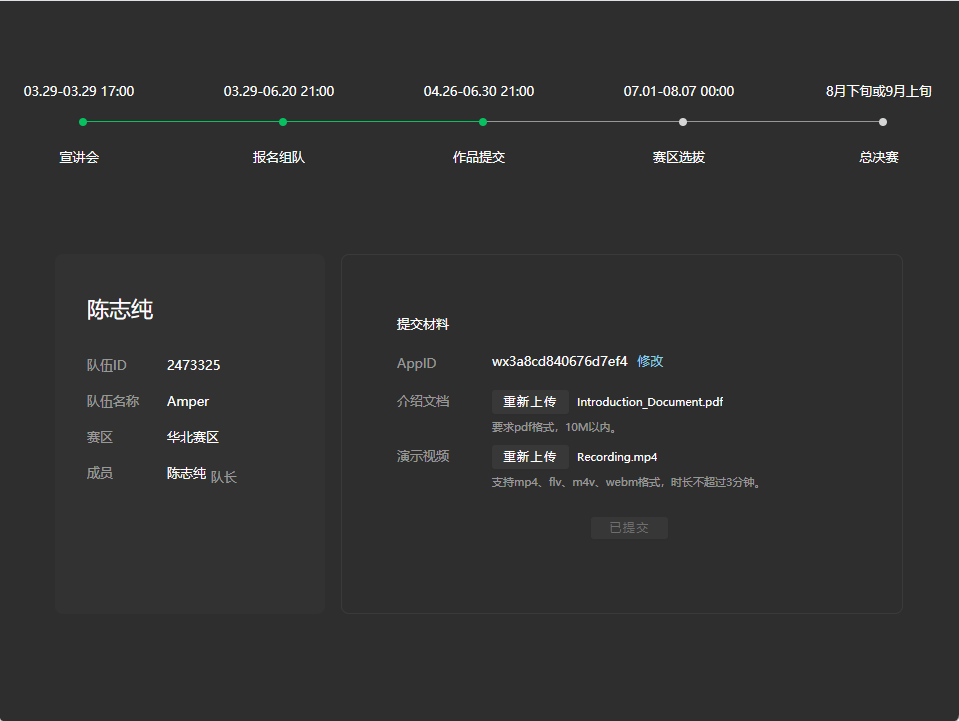 03.29-03.29 17:00 03.29-06.20 21:00 04.26-06.30 21:00 07.01-08.07 00:00 8月下旬或9月上旬
宣讲会 报名组队 作品提交 赛区选拔 总决赛
陈志纯
队伍ID 2473325
队伍名称 Amper
赛区 华北赛区
成员 陈志纯 队长
提交材料
AppID wx3a8cd840676d7ef4 修改
介绍文档 重新上传 Introduction_Document.pdf
要求pdf格式，10M以内。
演示视频 重新上传 Recording.mp4
支持mp4、flv、m4v、webm格式，时长不超过3分钟。
已提交